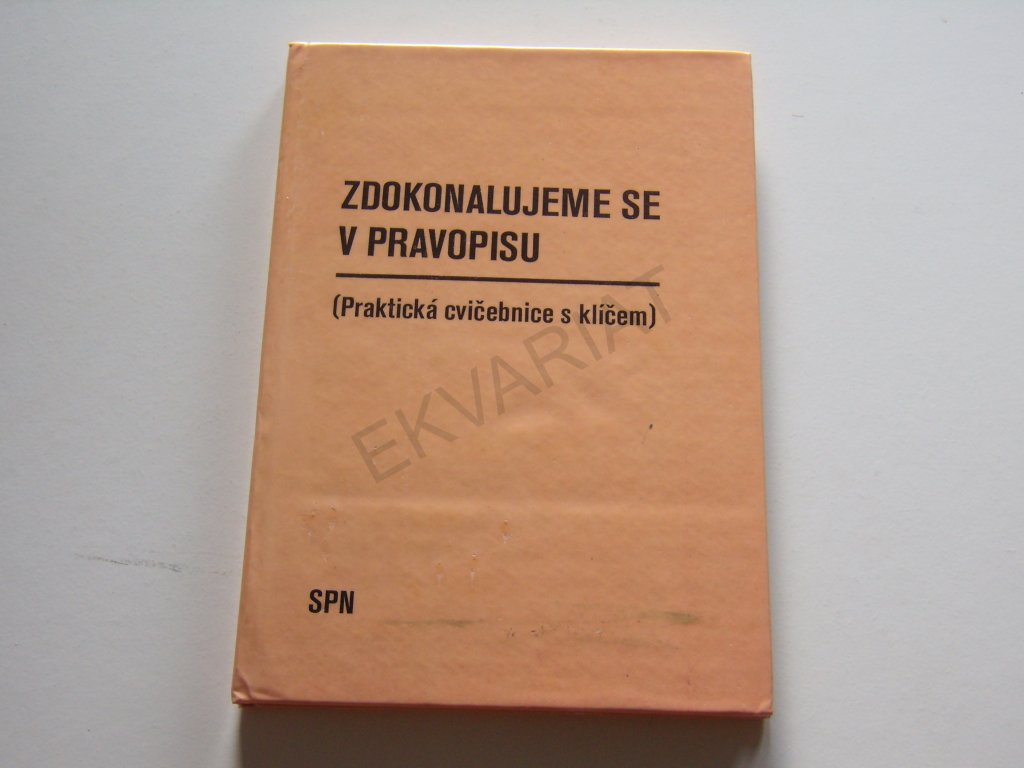 ZDOKONALUJEME SE
V PRAVOPISU
(Praktická cvičebnice s klíčem)
EKVARIAT
SPN